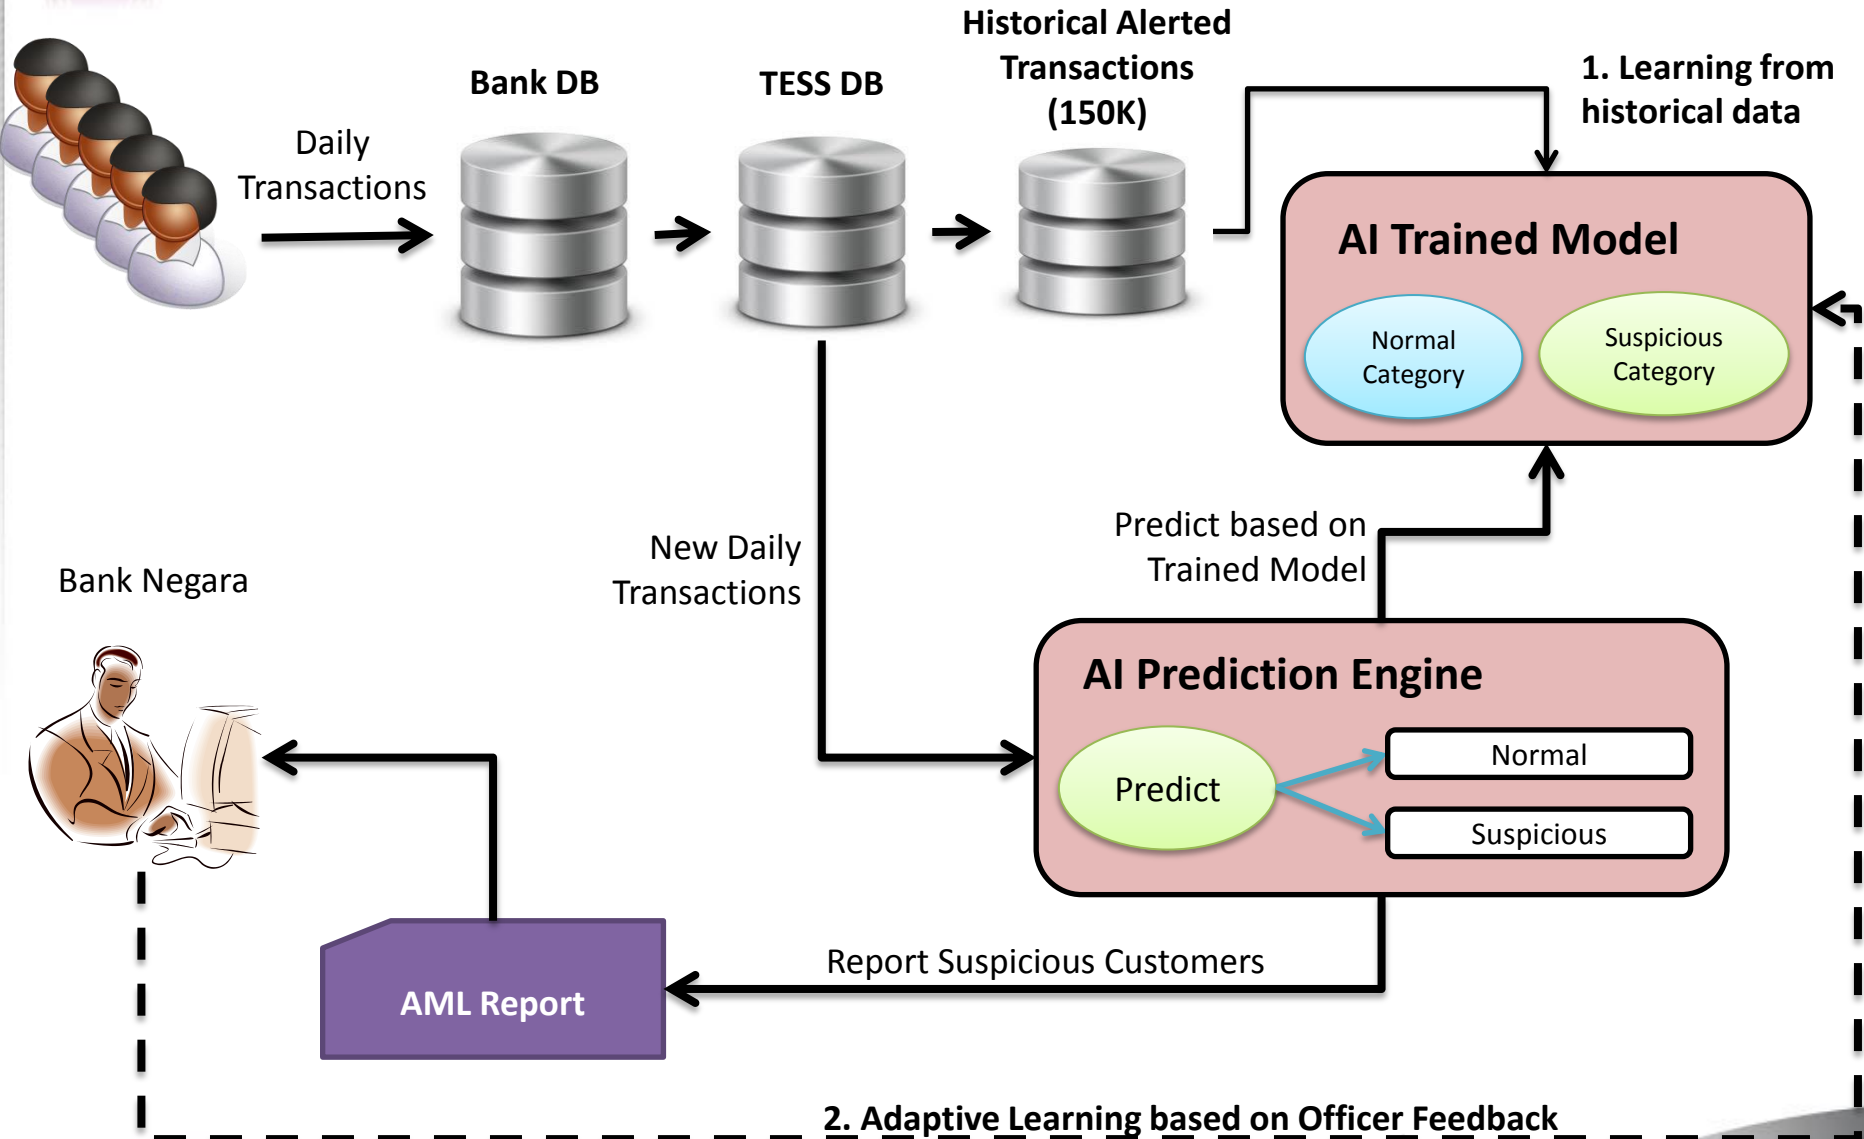 Historical Alerted
Transactions
(150K)
Bank DB
TESS DB
1. Learning from
historical data
Daily
Transactions
AI Trained Model
Normal
Category
Suspicious
Category
New Daily
Transactions
Predict based on
Trained Model
Bank Negara
AI Prediction Engine
Predict
Normal
Suspicious
Report Suspicious Customers
AML Report
2. Adaptive Learning based on Officer Feedback